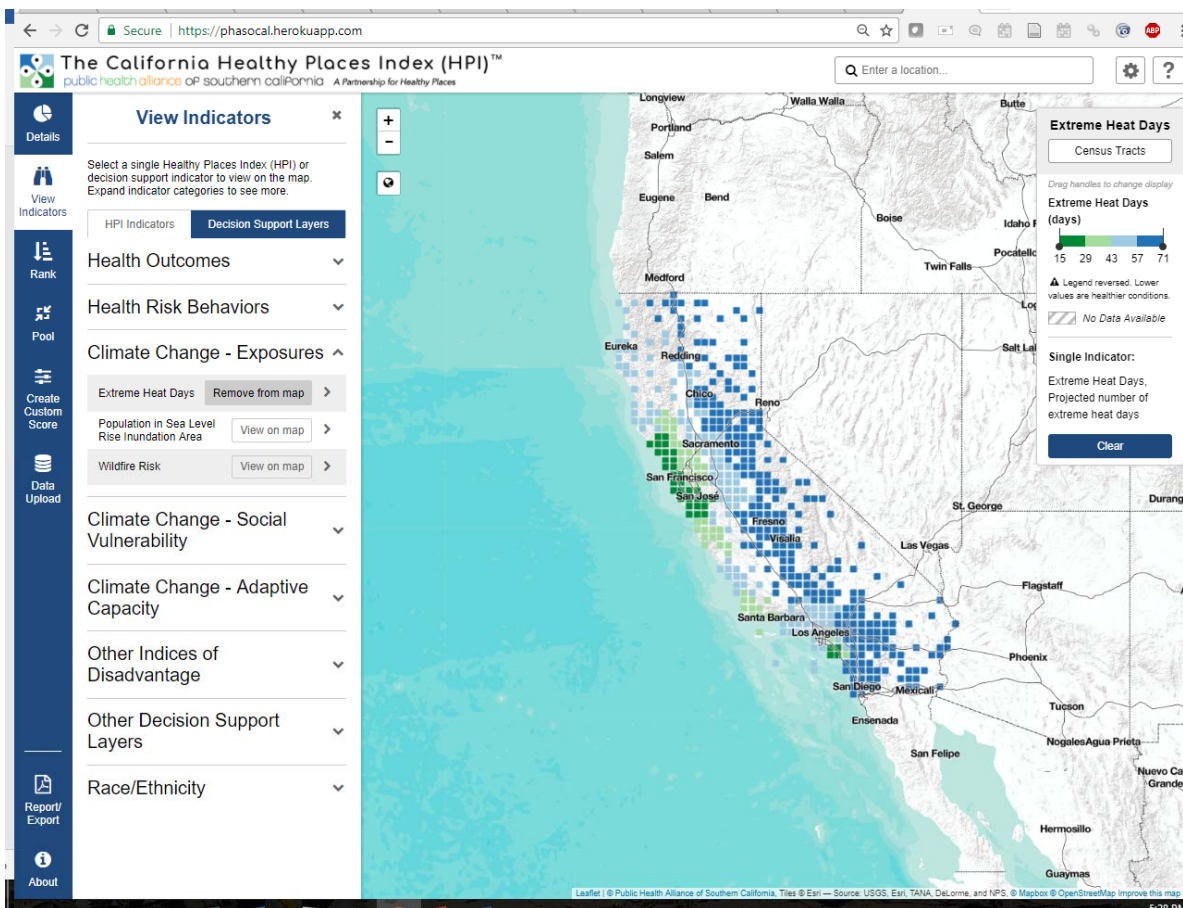 Secure | https://phasocal.herokuapp.com
ABP
The California Healthy Places Index (HPI)™
public health alliance OF southern california A Partnership for Healthy Places
Enter a location...
?
Details
View Indicators
Rank
Pool
Create Custom Score
Data Upload
Report/ Export
About
View Indicators
Select a single Healthy Places Index (HPI) or
decision support indicator to view on the map.
Expand indicator categories to see more.
HPI Indicators
Decision Support Layers
Health Outcomes
Health Risk Behaviors
Climate Change - Exposures
Extreme Heat Days Remove from map
Population in Sea Level
Rise Inundation Area
View on map
Wildfire Risk View on map
Climate Change - Social
Vulnerability
Climate Change - Adaptive
Capacity
Other Indices of
Disadvantage
Other Decision Support
Layers
Race/Ethnicity
+
−
Longview
Walla Walla
Butte
Portland
Salem
Eugene
Bend
Boise
Idaho F
Pocatello
Twin Falls
Medford
Log
Eureka
Redding
Salt Lak
Chico
Reno
Sacramento
San Francisco
San José
St. George
Durang
Fresno
Visalia
Las Vegas
Flagstaff
Santa Barbara
Los Angeles
Phoenix
San Diego
Mexicali
Tucson
Ensenada
Nogales
Agua Prieta
San Felipe
Nuevo Ca
Grande
Hermosillo
Guaymas
Extreme Heat Days
Census Tracts
Drag handles to change display
Extreme Heat Days
(days)
15 29 43 57 71
Legend reversed. Lower
values are healthier conditions.
No Data Available
Single Indicator:
Extreme Heat Days,
Projected number of
extreme heat days
Clear
Leaflet | © Public Health Alliance of Southern California, Tiles © Esri — Source: USGS, Esri, TANA, DeLorme, and NPS, © Mapbox © OpenStreetMap Improve this map